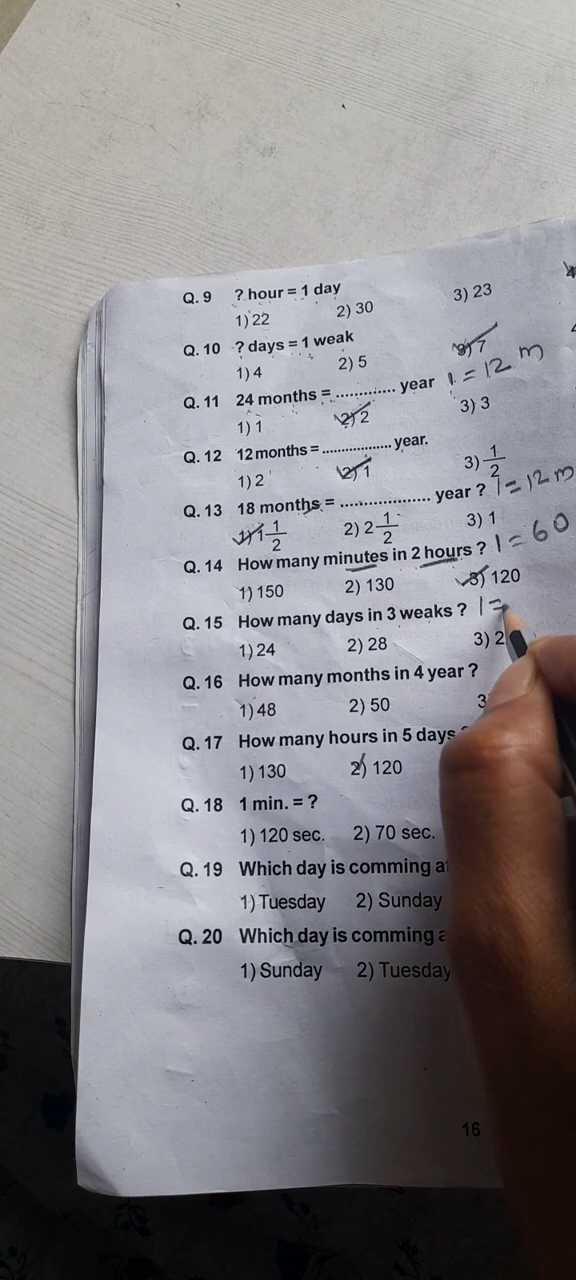 Q. 9 ? hour = 1 day
1) 22 2) 30 3) 23
Q. 10 ? days = 1 weak
1) 4 2) 5 3) 7
Q. 11 24 months = ............. year 1 = 12 m
1) 1 2) 2 3) 3
Q. 12 12 months = .................. year.
1) 2 2) 1 3) 1/2
Q. 13 18 months = .................... year ? 1 = 12 m
1) 1 1/2 2) 2 1/2 3) 1
Q. 14 How many minutes in 2 hours ? 1 = 60
1) 150 2) 130 3) 120
Q. 15 How many days in 3 weaks ? 1 =
1) 24 2) 28 3) 2
Q. 16 How many months in 4 year ?
1) 48 2) 50 3
Q. 17 How many hours in 5 days
1) 130 2) 120
Q. 18 1 min. = ?
1) 120 sec. 2) 70 sec.
Q. 19 Which day is comming
1) Tuesday 2) Sunday
Q. 20 Which day is comming
1) Sunday 2) Tuesday
16